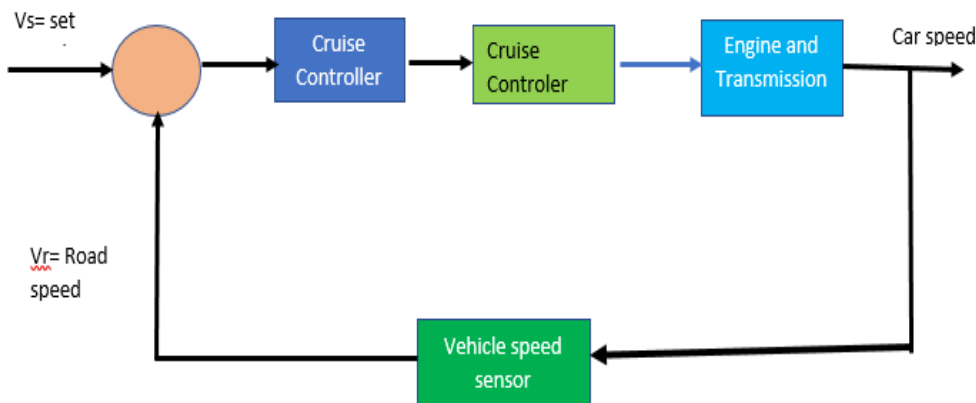 Vs= set
Cruise
Controller
Cruise
Controler
Engine and
Transmission
Car speed
Vr= Road
speed
Vehicle speed
sensor